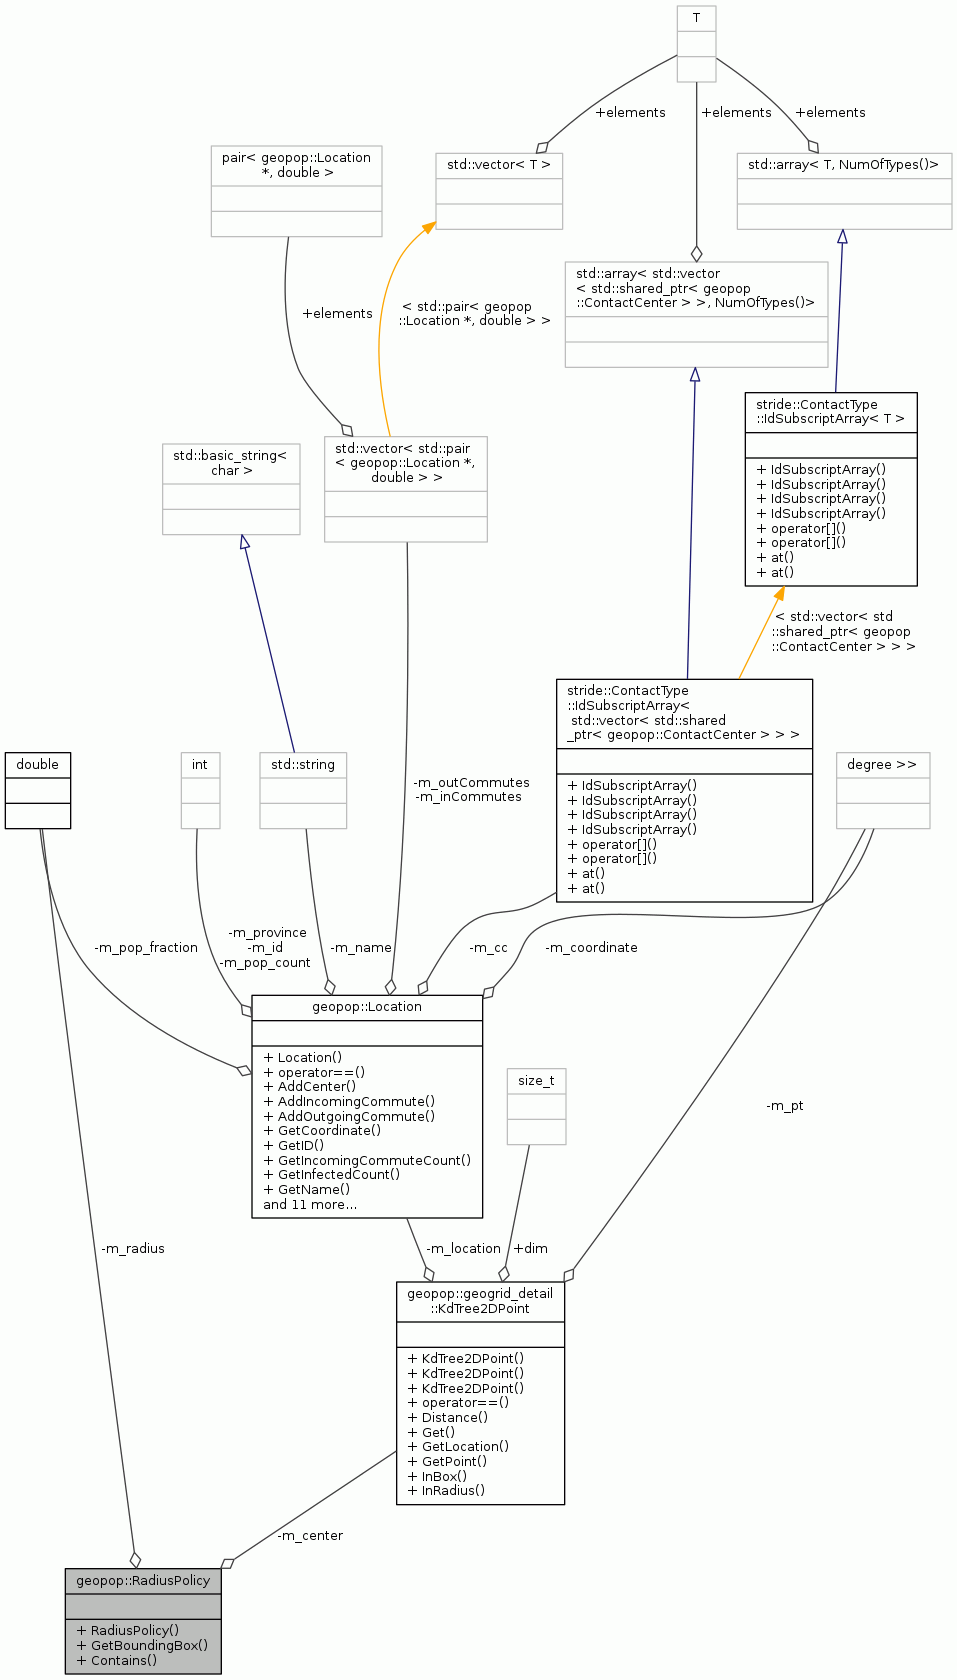 T
+elements
+elements
+elements
pair< geopop::Location
*, double >
std::vector< T >
std::array< T, NumOfTypes()>
std::array< std::vector
< std::shared_ptr< geopop
::ContactCenter > >, NumOfTypes()>
+elements
< std::pair< geopop
::Location *, double > >
stride::ContactType
::IdSubscriptArray< T >
+ IdSubscriptArray()
+ IdSubscriptArray()
+ IdSubscriptArray()
+ IdSubscriptArray()
+ operator[]()
+ operator[]()
+ at()
+ at()
std::basic_string<
char >
std::vector< std::pair
< geopop::Location *,
double > >
< std::vector< std
::shared_ptr< geopop
::ContactCenter > > >
stride::ContactType
::IdSubscriptArray<
std::vector< std::shared
_ptr< geopop::ContactCenter > > >
+ IdSubscriptArray()
+ IdSubscriptArray()
+ IdSubscriptArray()
+ IdSubscriptArray()
+ operator[]()
+ operator[]()
+ at()
+ at()
double
int
std::string
-m_outCommutes
-m_inCommutes
degree >>
-m_pop_fraction
-m_province
-m_id
-m_pop_count
-m_name
-m_cc
-m_coordinate
geopop::Location
+ Location()
+ operator==()
+ AddCenter()
+ AddIncomingCommute()
+ AddOutgoingCommute()
+ GetCoordinate()
+ GetID()
+ GetIncomingCommuteCount()
+ GetInfectedCount()
+ GetName()
and 11 more...
size_t
-m_pt
-m_radius
-m_location
+dim
geopop::geogrid_detail
::KdTree2DPoint
+ KdTree2DPoint()
+ KdTree2DPoint()
+ KdTree2DPoint()
+ operator==()
+ Distance()
+ Get()
+ GetLocation()
+ GetPoint()
+ InBox()
+ InRadius()
-m_center
geopop::RadiusPolicy
+ RadiusPolicy()
+ GetBoundingBox()
+ Contains()